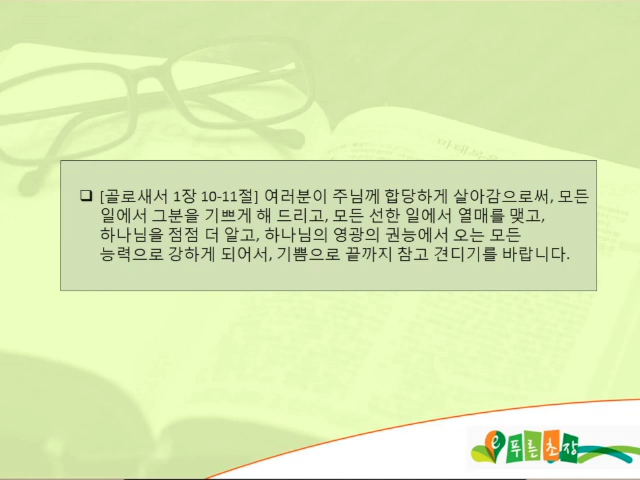 ❑ [골로새서 1장 10-11절] 여러분이 주님께 합당하게 살아감으로써, 모든
일에서 그분을 기쁘게 해 드리고, 모든 선한 일에서 열매를 맺고,
하나님을 점점 더 알고, 하나님의 영광의 권능에서 오는 모든
능력으로 강하게 되어서, 기쁨으로 끝까지 참고 견디기를 바랍니다.
e 푸른초장